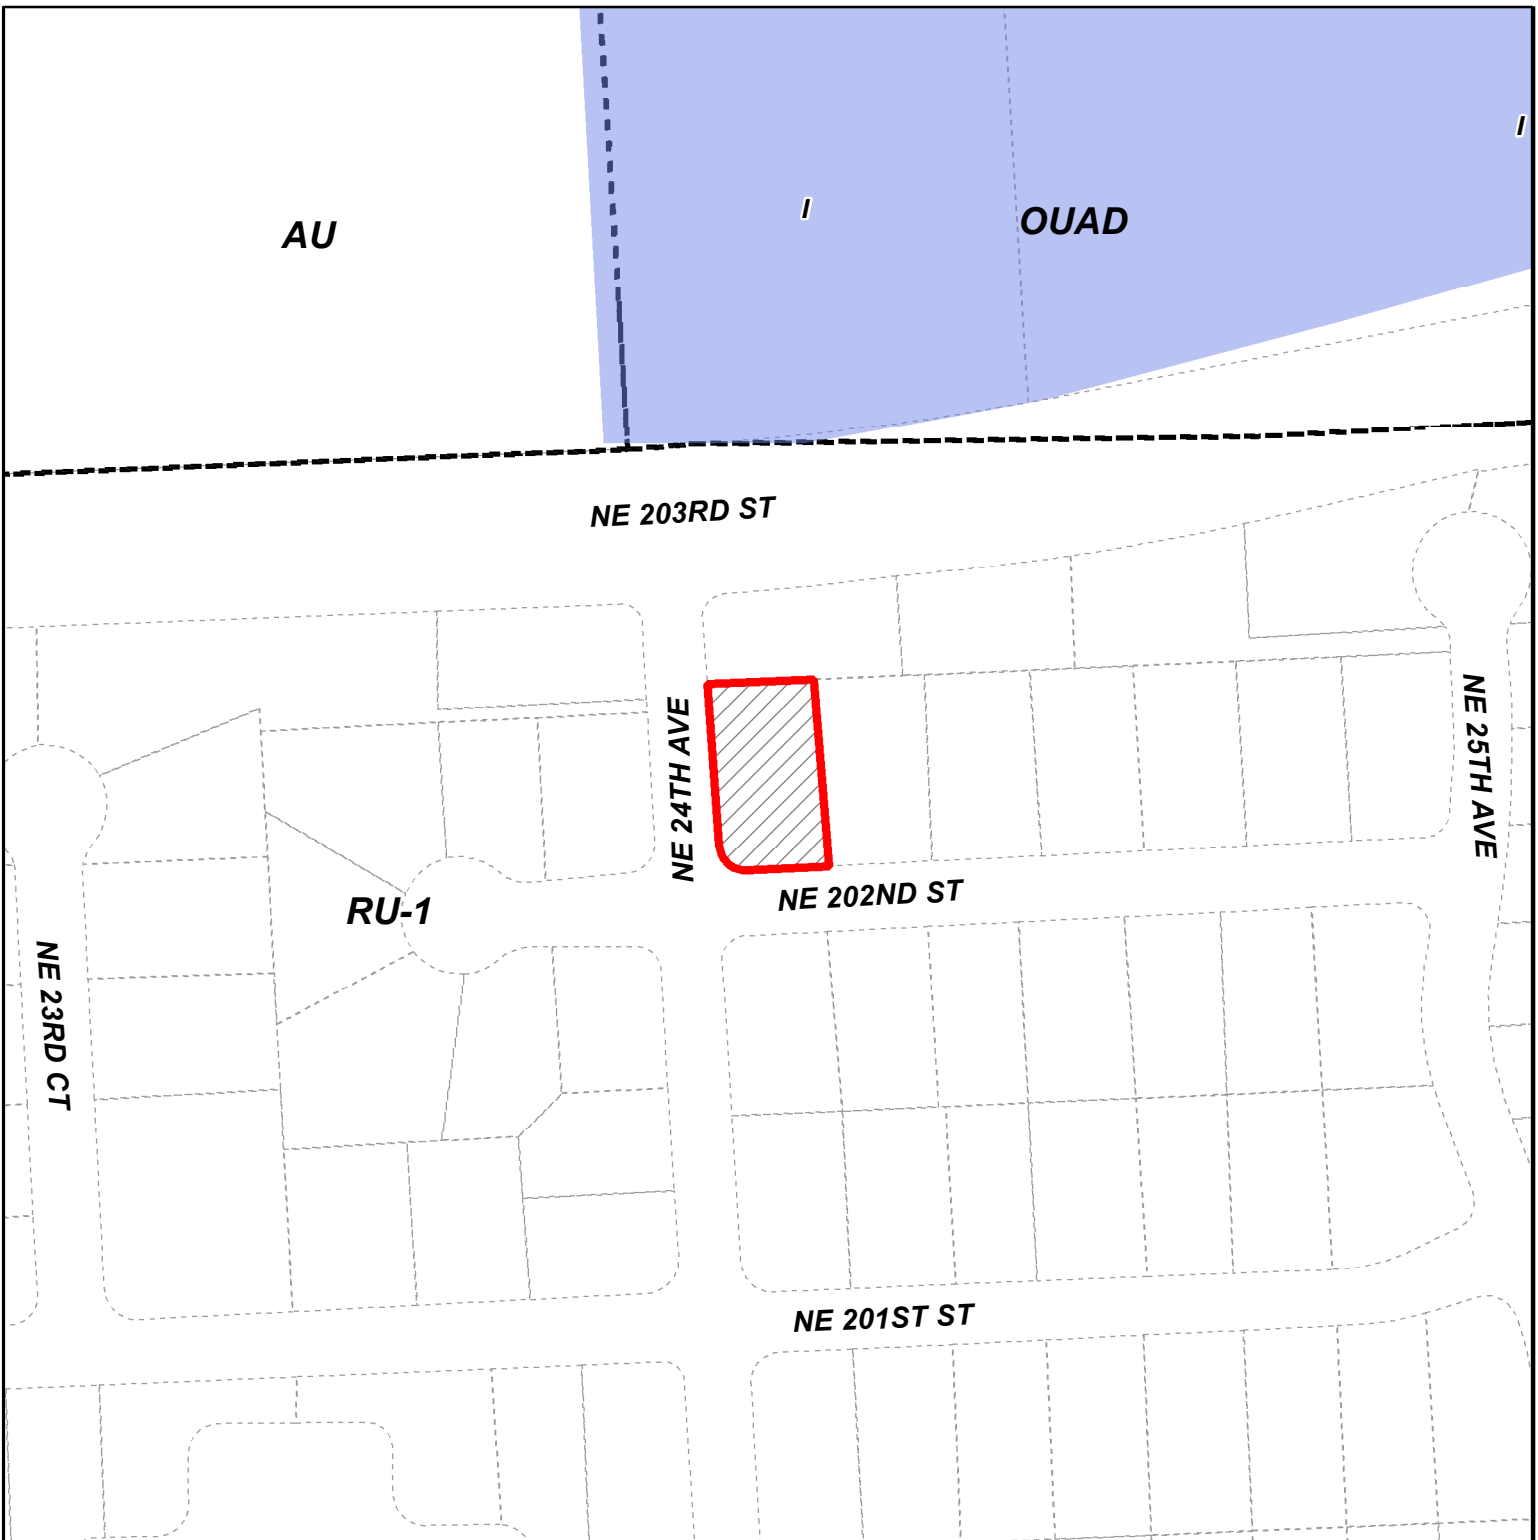 I
I
OUAD
AU
NE 203RD ST
NE 24TH AVE
NE 25TH AVE
NE 202ND ST
RU-1
NE 23RD CT
NE 201ST ST